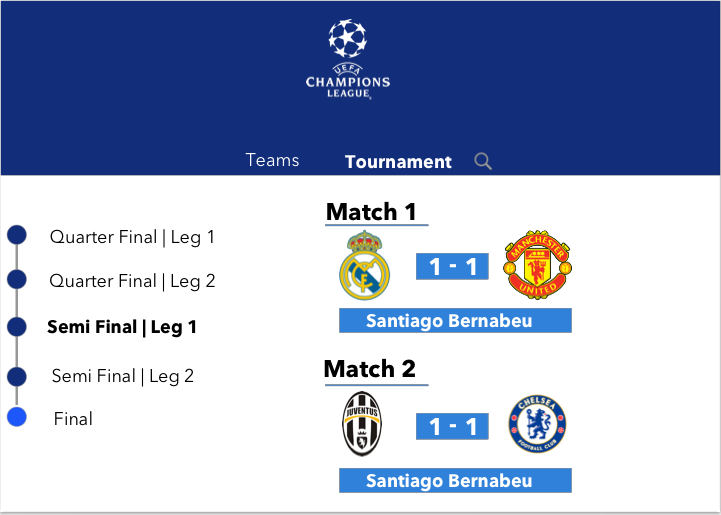 UEFA
CHAMPIONS
LEAGUE
Teams
Tournament
Quarter Final | Leg 1
Quarter Final | Leg 2
Semi Final | Leg 1
Semi Final | Leg 2
Final
Match 1
1 - 1
MANCHESTER
UNITED
Santiago Bernabeu
Match 2
JUVENTUS
1 - 1
CHELSEA
FOOTBALL CLUB
Santiago Bernabeu